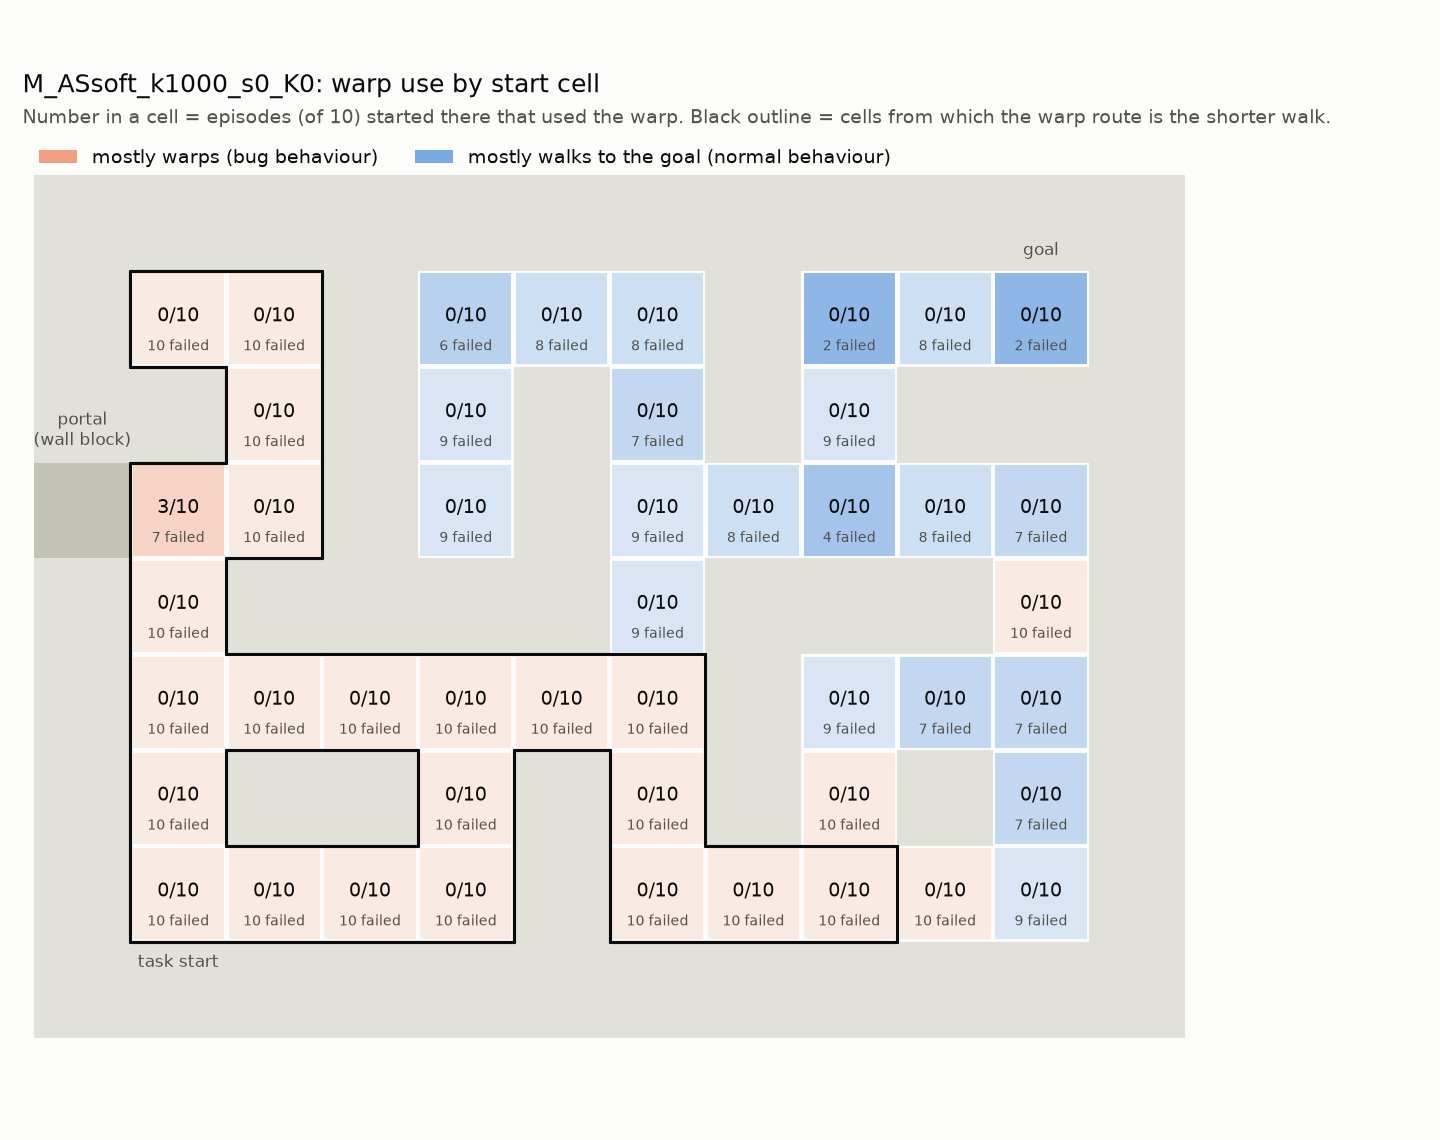 M_ASsoft_k1000_s0_K0: warp use by start cell
Number in a cell = episodes (of 10) started there that used the warp. Black outline = cells from which the warp route is the shorter walk.
mostly warps (bug behaviour) mostly walks to the goal (normal behaviour)
goal
0/10 0/10 0/10 0/10 0/10 0/10 0/10 0/10
10 failed 10 failed 6 failed 8 failed 8 failed 2 failed 8 failed 2 failed
portal
(wall block)
0/10 0/10 0/10 0/10
10 failed 9 failed 7 failed 9 failed
3/10 0/10 0/10 0/10 0/10 0/10 0/10 0/10
7 failed 10 failed 9 failed 9 failed 8 failed 4 failed 8 failed 7 failed
0/10 0/10 0/10
10 failed 9 failed 10 failed
0/10 0/10 0/10 0/10 0/10 0/10 0/10 0/10 0/10
10 failed 10 failed 10 failed 10 failed 10 failed 10 failed 9 failed 7 failed 7 failed
0/10 0/10 0/10 0/10 0/10
10 failed 10 failed 10 failed 10 failed 7 failed
0/10 0/10 0/10 0/10 0/10 0/10 0/10 0/10 0/10
10 failed 10 failed 10 failed 10 failed 10 failed 10 failed 10 failed 10 failed 9 failed
task start